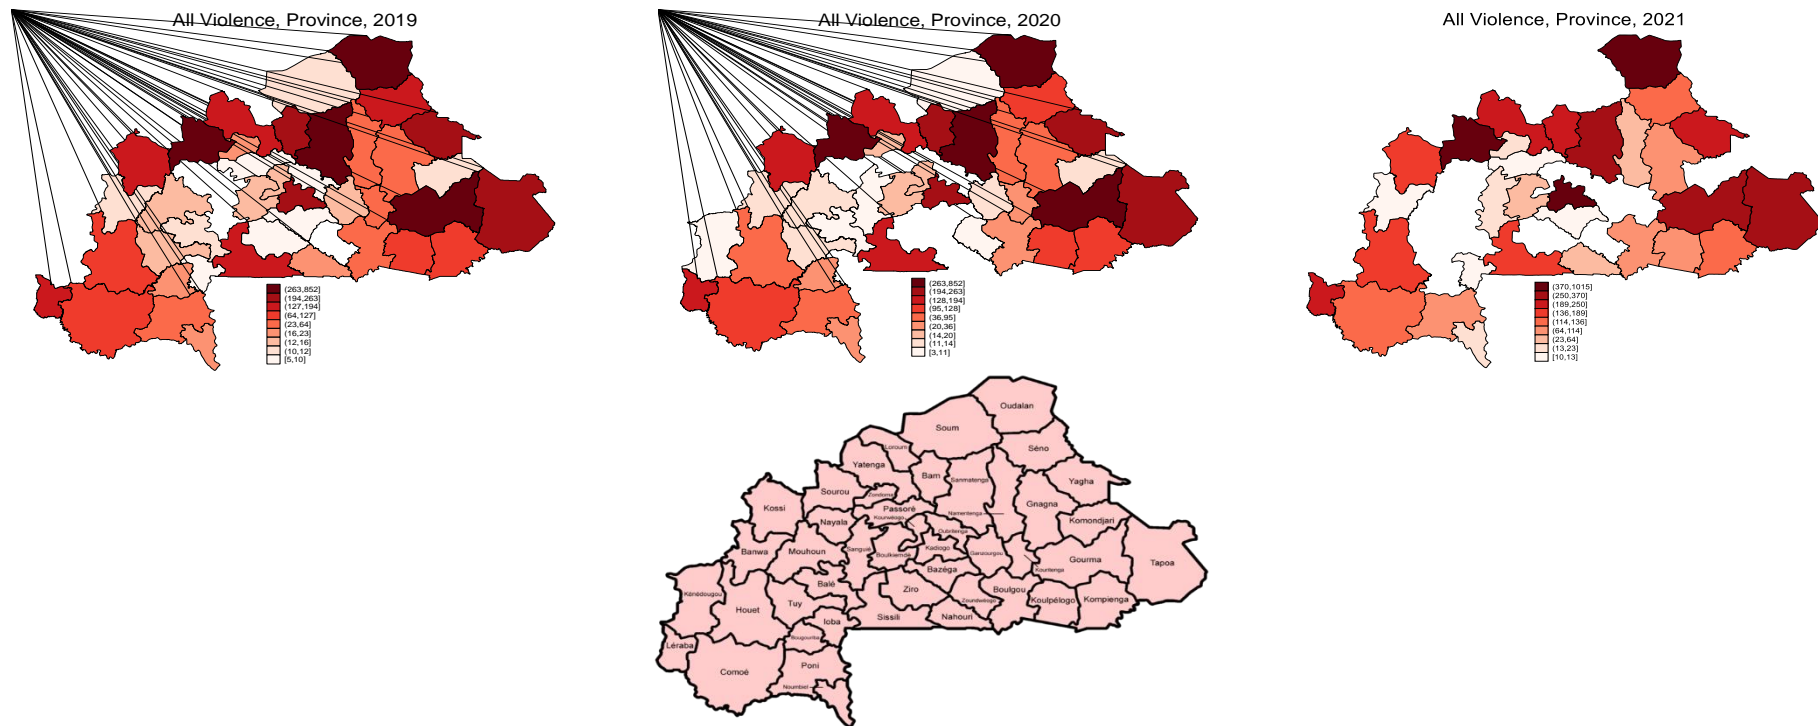 All Violence, Province, 2019
All Violence, Province, 2020
All Violence, Province, 2021
(263,852]
(194,263]
(127,194]
(64,127]
(23,64]
(16,23]
(12,16]
(10,12]
[5,10]
(263,852]
(194,263]
(128,194]
(95,128]
(36,95]
(20,36]
(14,20]
(11,14]
[3,11]
(370,1015]
(250,370]
(189,250]
(136,189]
(114,136]
(64,114]
(23,64]
(13,23]
[10,13]
Oudalan
Soum
Loroum
Séno
Yatenga
Bam
Sanmatenga
Yagha
Sourou
Zondoma
Gnagna
Kossi
Passoré
Kourwéogo
Namentenga
Komondjari
Nayala
Oubritenga
Banwa
Mouhoun
Sanguié
Boulkiemdé
Kadiogo
Ganzourgou
Gourma
Tapoa
Bazéga
Kouritenga
Balé
Ziro
Boulgou
Kénédougou
Houet
Tuy
Zoundwéogo
Koulpélogo
Kompienga
Ioba
Sissili
Nahouri
Bougouriba
Léraba
Comoé
Poni
Noumbiel